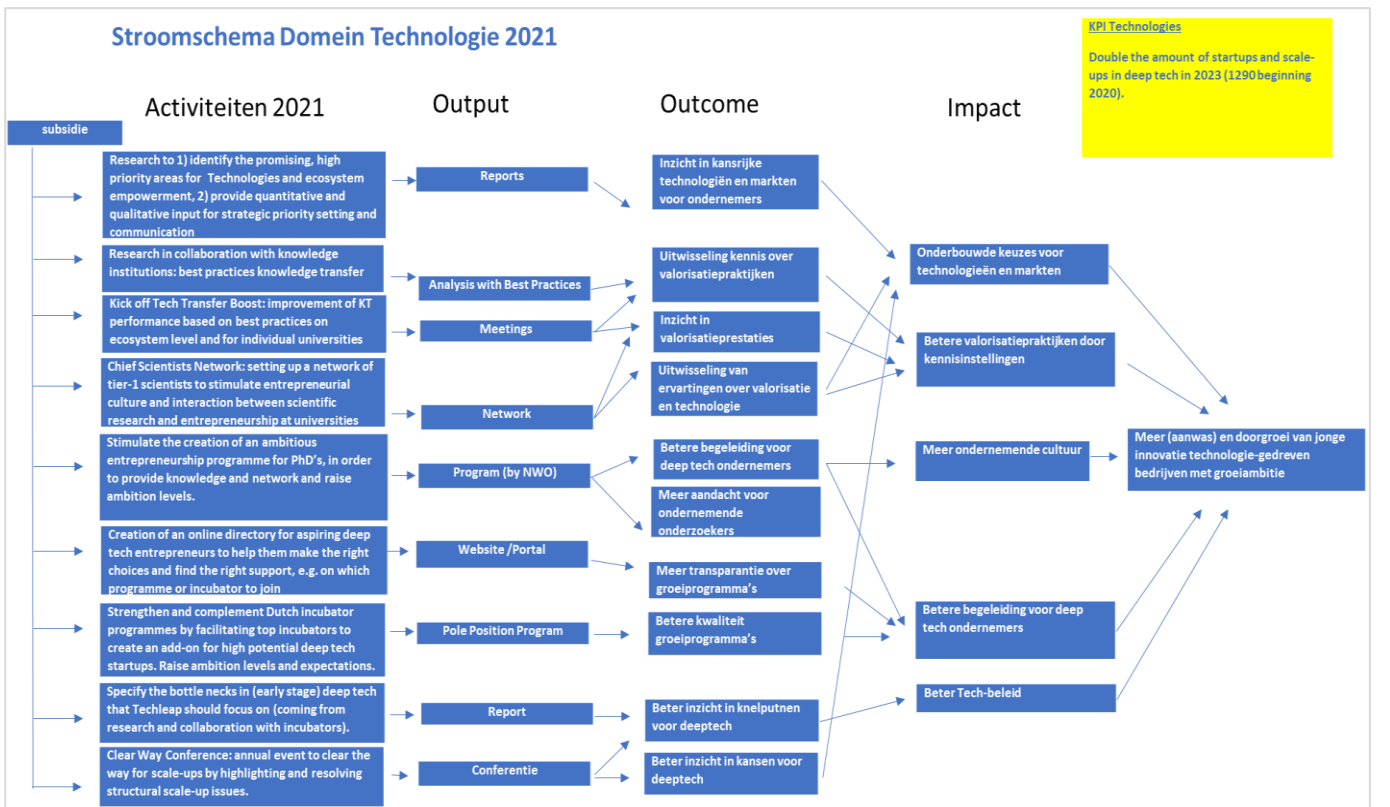 Stroomschema Domein Technologie 2021
KPI Technologies
Double the amount of startups and scale-
ups in deep tech in 2023 (1290 beginning
2020).
Activiteiten 2021
Output
Outcome
Impact
subsidie
Research to 1) identify the promising, high
priority areas for Technologies and ecosystem
empowerment, 2) provide quantitative and
qualitative input for strategic priority setting and
communication
Research in collaboration with knowledge
institutions: best practices knowledge transfer
Kick off Tech Transfer Boost: improvement of KT
performance based on best practices on
ecosystem level and for individual universities
Chief Scientists Network: setting up a network of
tier-1 scientists to stimulate entrepreneurial
culture and interaction between scientific
research and entrepreneurship at universities
Stimulate the creation of an ambitious
entrepreneurship programme for PhD's, in order
to provide knowledge and network and raise
ambition levels.
Creation of an online directory for aspiring deep
tech entrepreneurs to help them make the right
choices and find the right support, e.g. on which
programme or incubator to join
Strengthen and complement Dutch incubator
programmes by facilitating top incubators to
create an add-on for high potential deep tech
startups. Raise ambition levels and expectations.
Specify the bottle necks in (early stage) deep tech
that Techleap should focus on (coming from
research and collaboration with incubators).
Clear Way Conference: annual event to clear the
way for scale-ups by highlighting and resolving
structural scale-up issues.
Reports
Analysis with Best Practices
Meetings
Network
Program (by NWO)
Website /Portal
Pole Position Program
Report
Conferentie
Inzicht in kansrijke
technologiën en markten
voor ondernemers
Uitwisseling kennis over
valorisatiepraktijken
Inzicht in
valorisatieprestaties
Uitwisseling van
ervartingen over valorisatie
en technologie
Betere begeleiding voor
deep tech ondernemers
Meer aandacht voor
ondernemende
onderzoekers
Meer transparantie over
groeiprogramma's
Betere kwaliteit
groeiprogramma's
Beter inzicht in knelputnen
voor deeptech
Beter inzicht in kansen voor
deeptech
Onderbouwde keuzes voor
technologieën en markten
Betere valorisatiepraktijken door
kennisinstellingen
Meer ondernemende cultuur
Betere begeleiding voor deep
tech ondernemers
Beter Tech-beleid
Meer (aanwas) en doorgroei van jonge
innovatie technologie-gedreven
bedrijven met groeiambitie